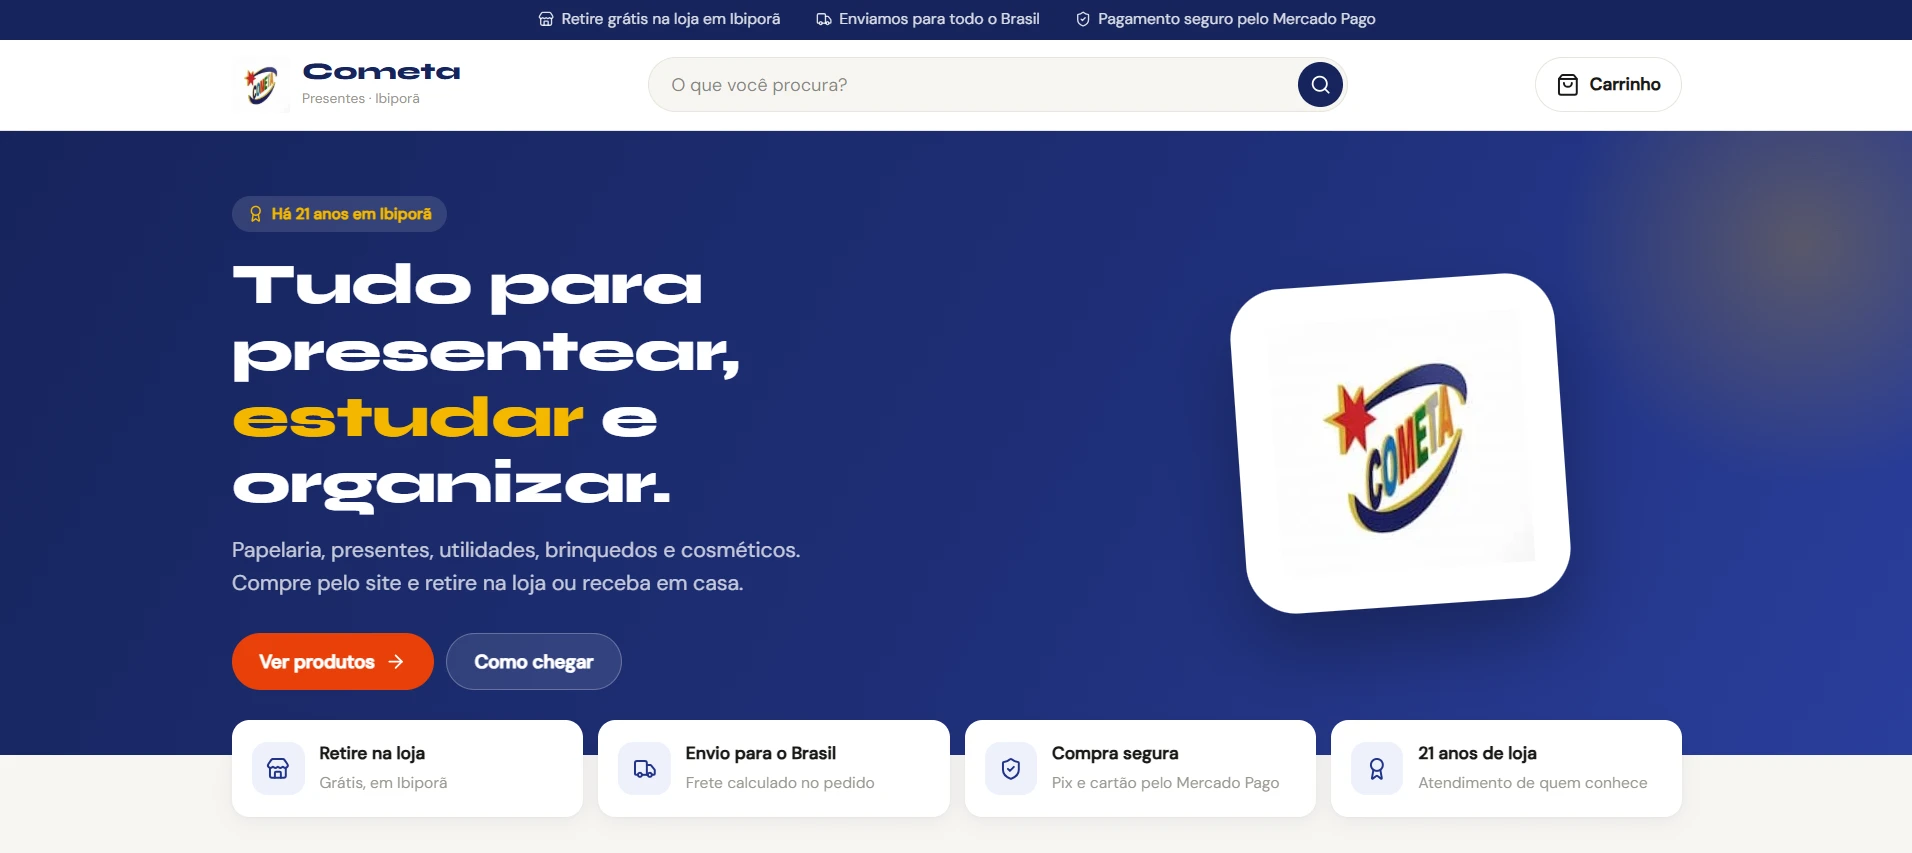 Retire grátis na loja em Ibiporã
Enviamos para todo o Brasil
Pagamento seguro pelo Mercado Pago
COMETA
Cometa
Presentes · Ibiporã
O que você procura?
Carrinho
Há 21 anos em Ibiporã
Tudo para
presentear,
estudar e
organizar.
Papelaria, presentes, utilidades, brinquedos e cosméticos.
Compre pelo site e retire na loja ou receba em casa.
Ver produtos
Como chegar
COMETA
Retire na loja
Grátis, em Ibiporã
Envio para o Brasil
Frete calculado no pedido
Compra segura
Pix e cartão pelo Mercado Pago
21 anos de loja
Atendimento de quem conhece